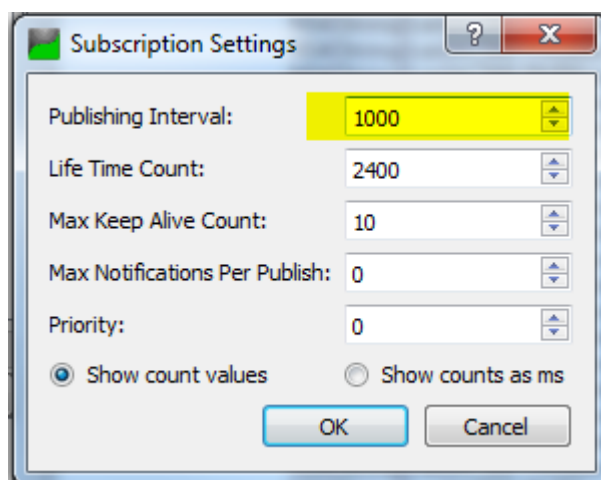 Subscription Settings
Publishing Interval: 1000
Life Time Count: 2400
Max Keep Alive Count: 10
Max Notifications Per Publish: 0
Priority: 0
Show count values Show counts as ms
OK Cancel